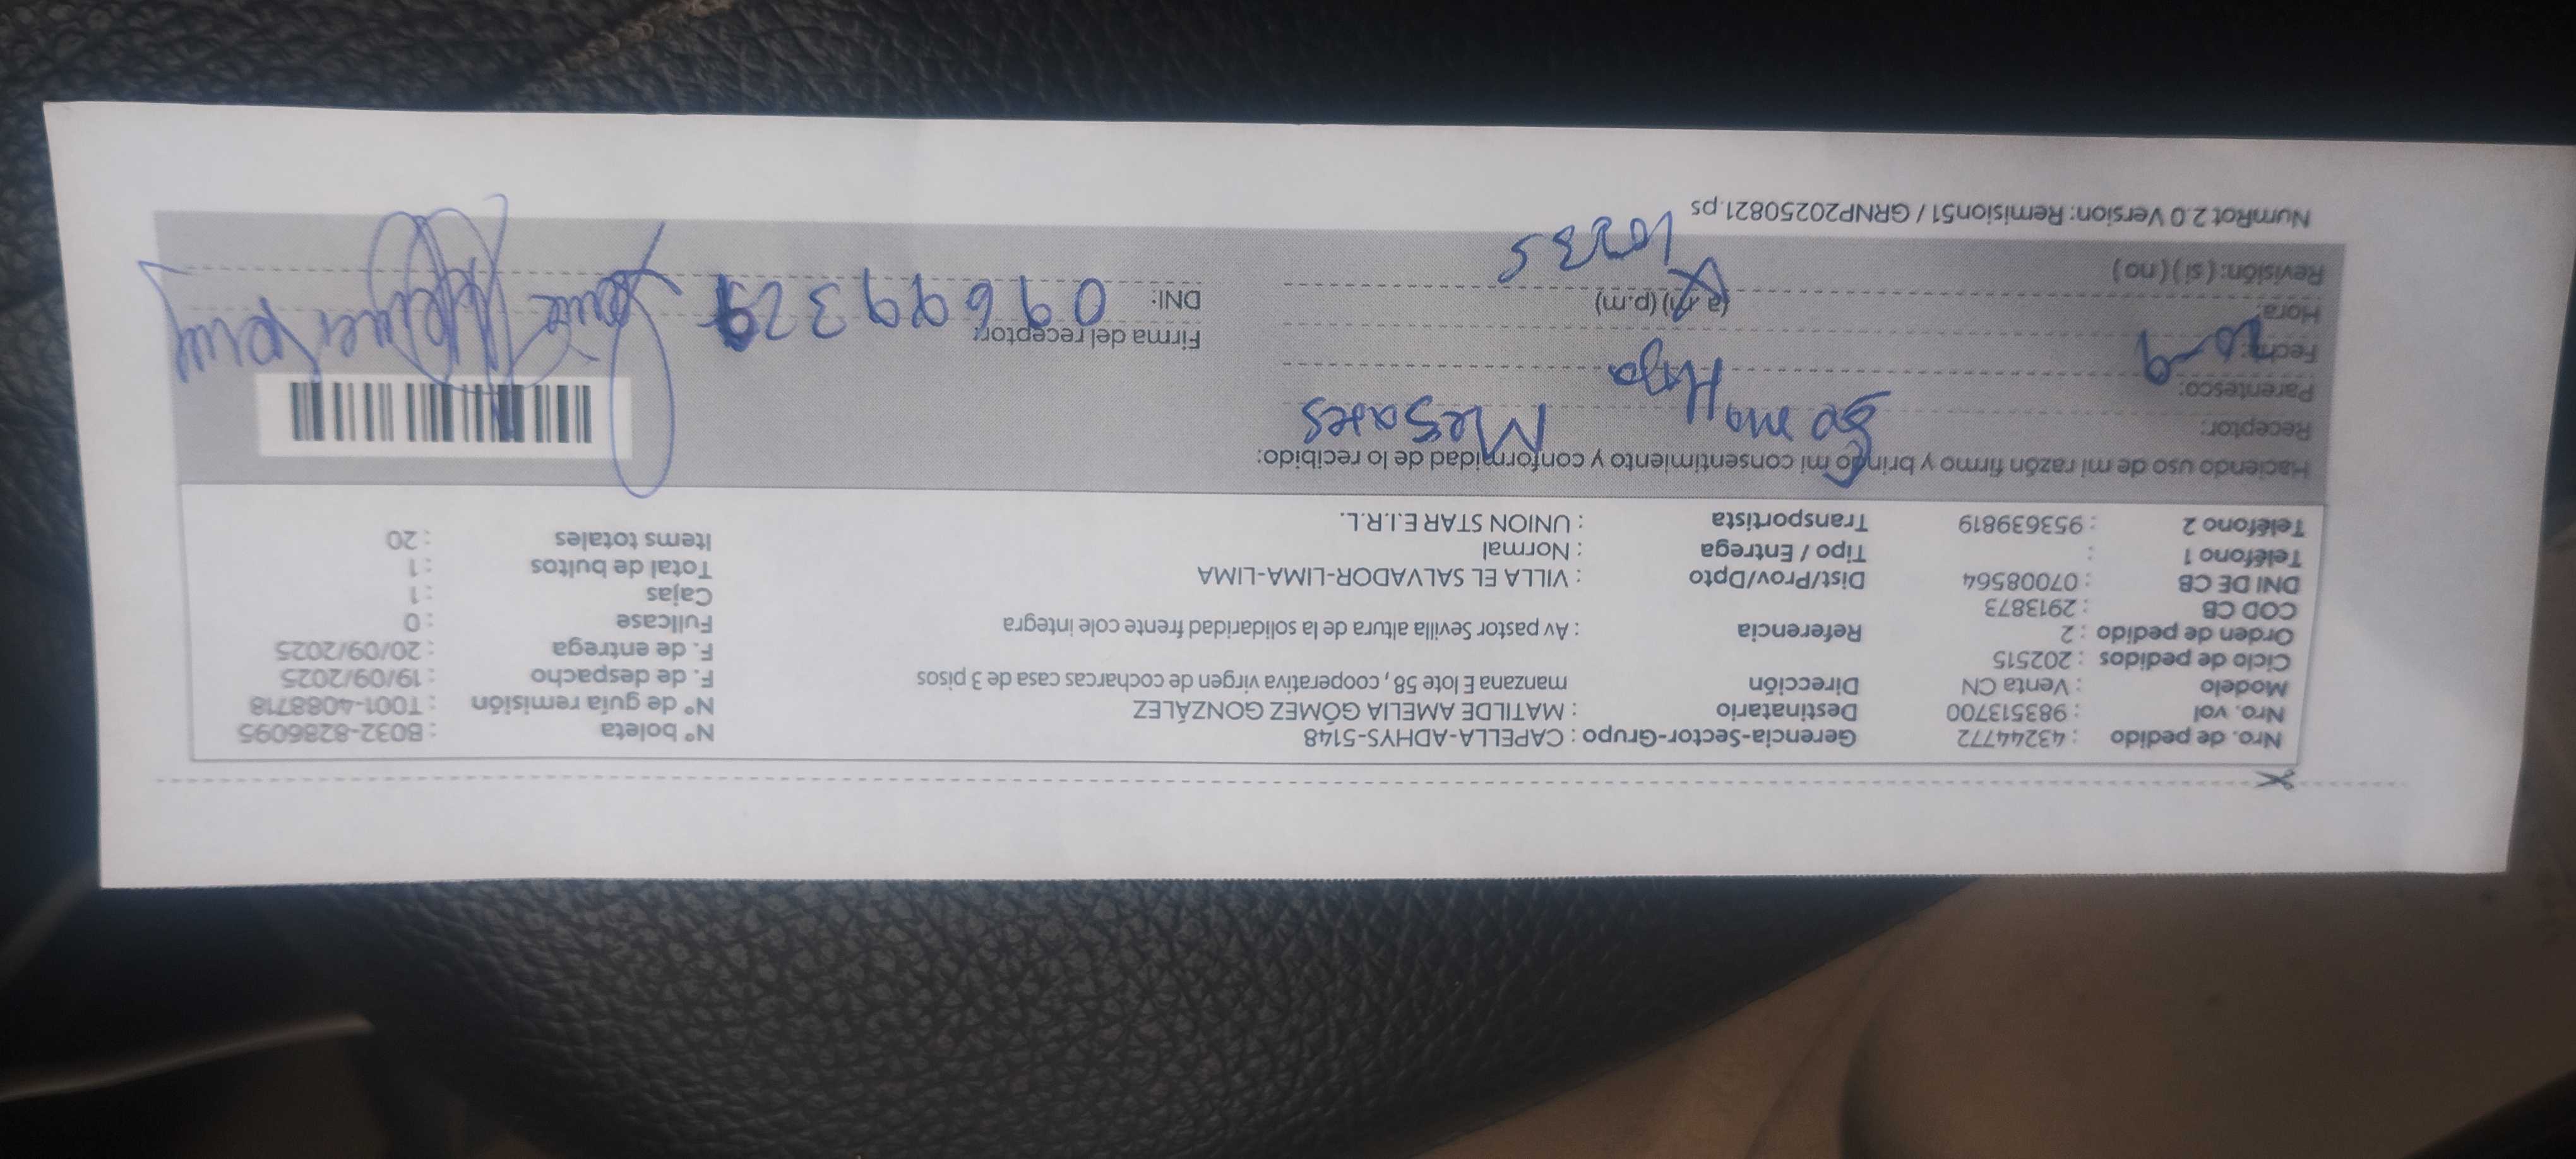 Nro. de pedido : 43244772 Gerencia-Sector-Grupo : CAPELLA-ADHYS-5148 N° boleta : B032-8286095
Nro. vol : 983513700 Destinatario : MATILDE AMELIA GÓMEZ GONZÁLEZ N° de guía remisión : T001-4088718
Modelo : Venta CN Dirección manzana E lote 58 , cooperativa virgen de cocharcas casa de 3 pisos F. de despacho : 19/09/2025
Ciclo de pedidos : 202515 F. de entrega : 20/09/2025
Orden de pedido : 2 Referencia : Av pastor Sevilla altura de la solidaridad frente cole integra Fullcase : 0
COD CB : 2913873 Cajas : 1
DNI DE CB : 07008564 Dist/Prov/Dpto : VILLA EL SALVADOR-LIMA-LIMA Total de bultos : 1
Teléfono 1 : Tipo / Entrega : Normal Items totales : 20
Teléfono 2 : 953639819 Transportista : UNION STAR E.I.R.L.
Haciendo uso de mi razón firmo y brindo mi consentimiento y conformidad de lo recibido:
Receptor:
Parentesco: Hija
Fecha: 20-9 Firma del receptor:
Hora: (a.m) (p.m) 10235 DNI: 09699329
Revisión: ( si ) ( no )
NumRot 2.0 Version: Remision51 / GRNP20250821.ps